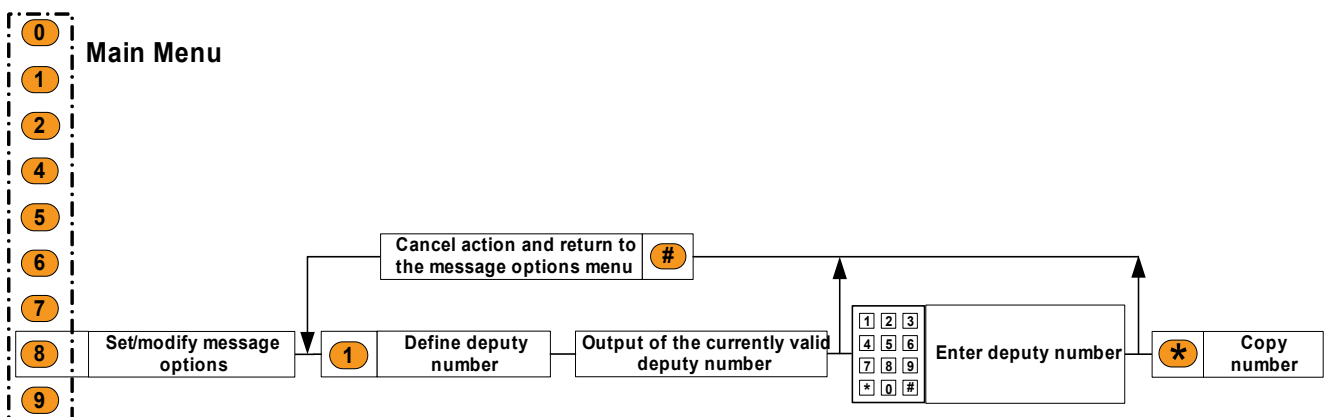 0
Main Menu
1
2
4
5
6
7
8
9
Cancel action and return to
the message options menu
#
Set/modify message
options
1
Define deputy
number
Output of the currently valid
deputy number
1 2 3
4 5 6
7 8 9
* 0 #
Enter deputy number
*
Copy
number